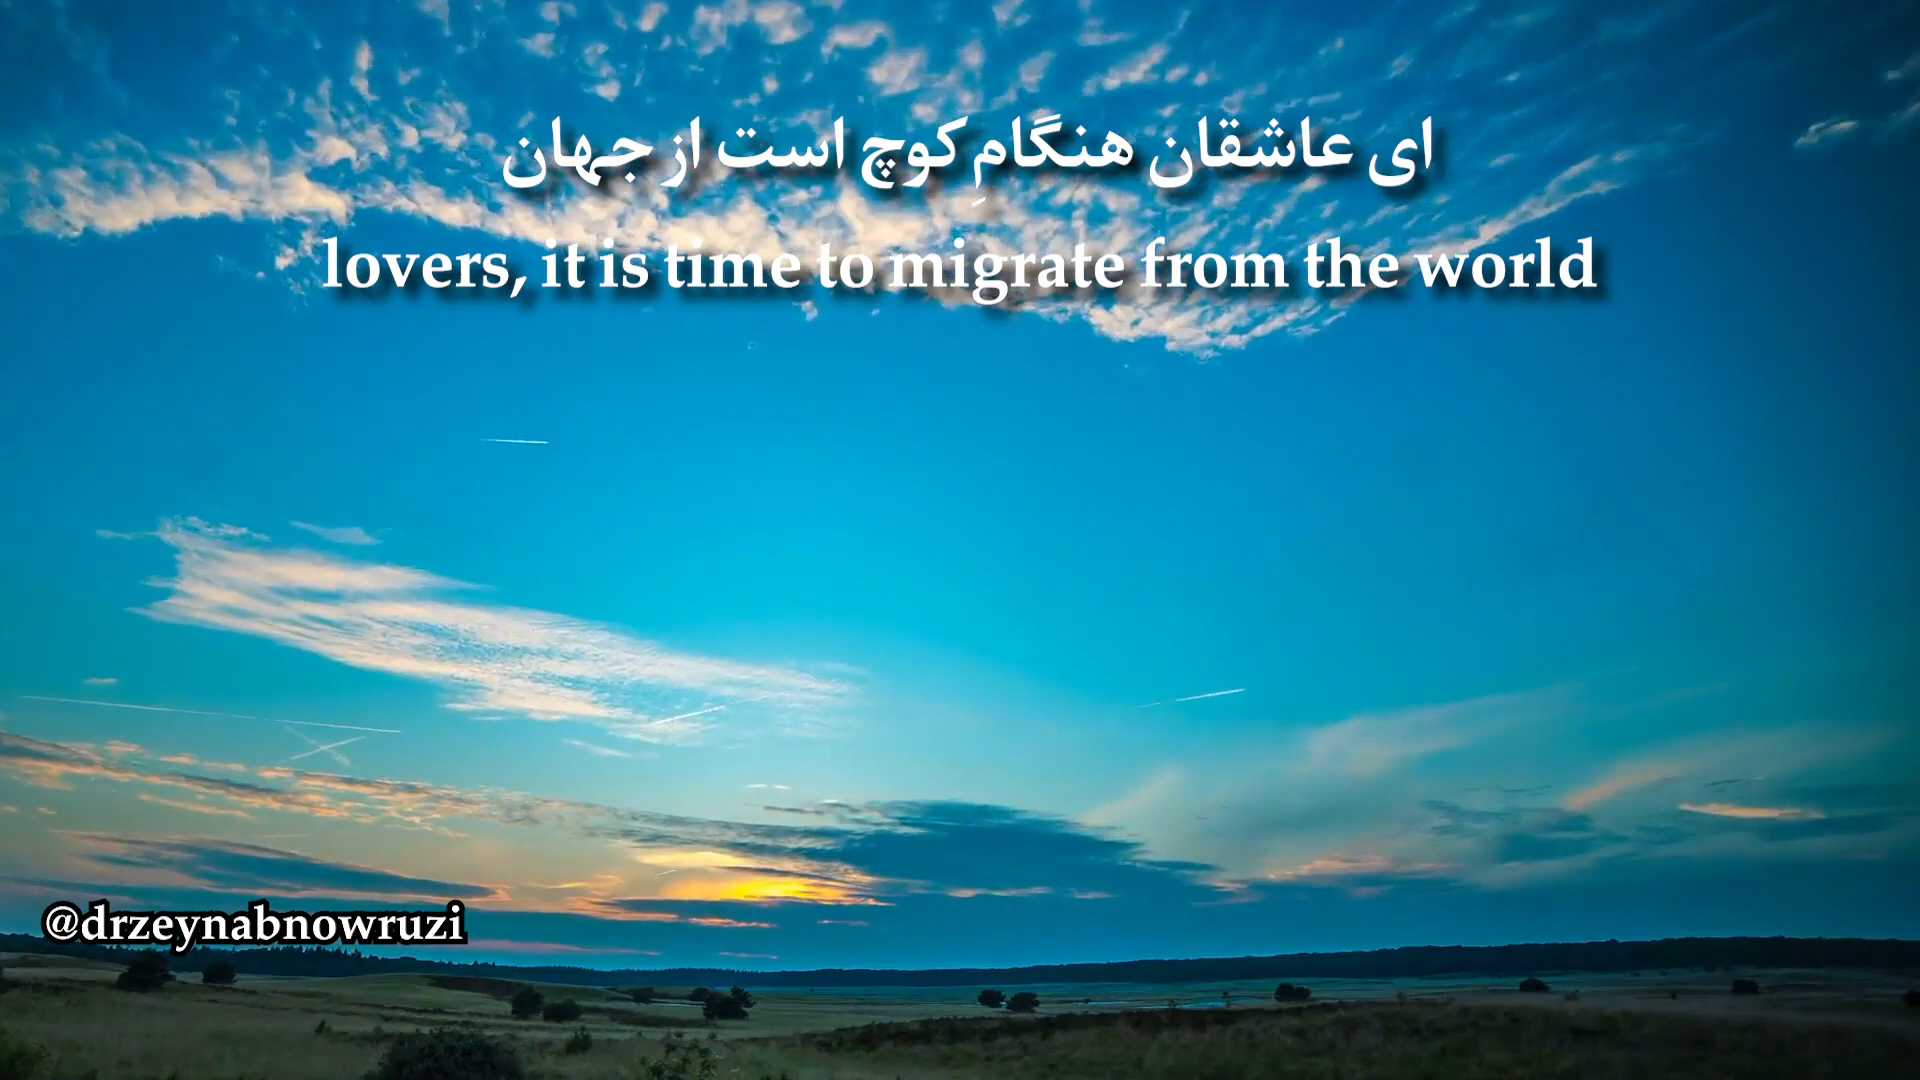 ای عاشقان هنگامِ کوچ است از جهان
lovers, it is time to migrate from the world
@drzeynabnowruzi